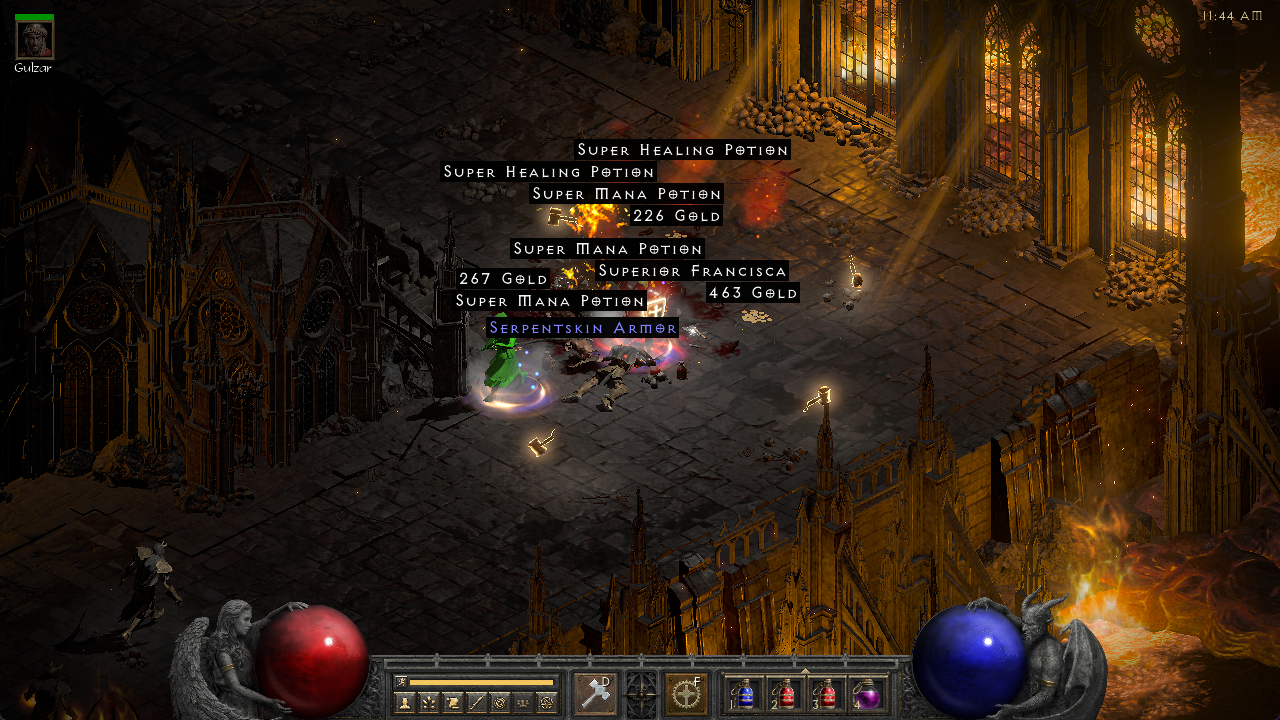 11:44 AM
Gulzar
Super Healing Potion
Super Healing Potion
Super Mana Potion
226 Gold
Super Mana Potion
Superior Francisca
267 Gold
463 Gold
Super Mana Potion
Serpentskin Armor
D
F
1
2
3
4